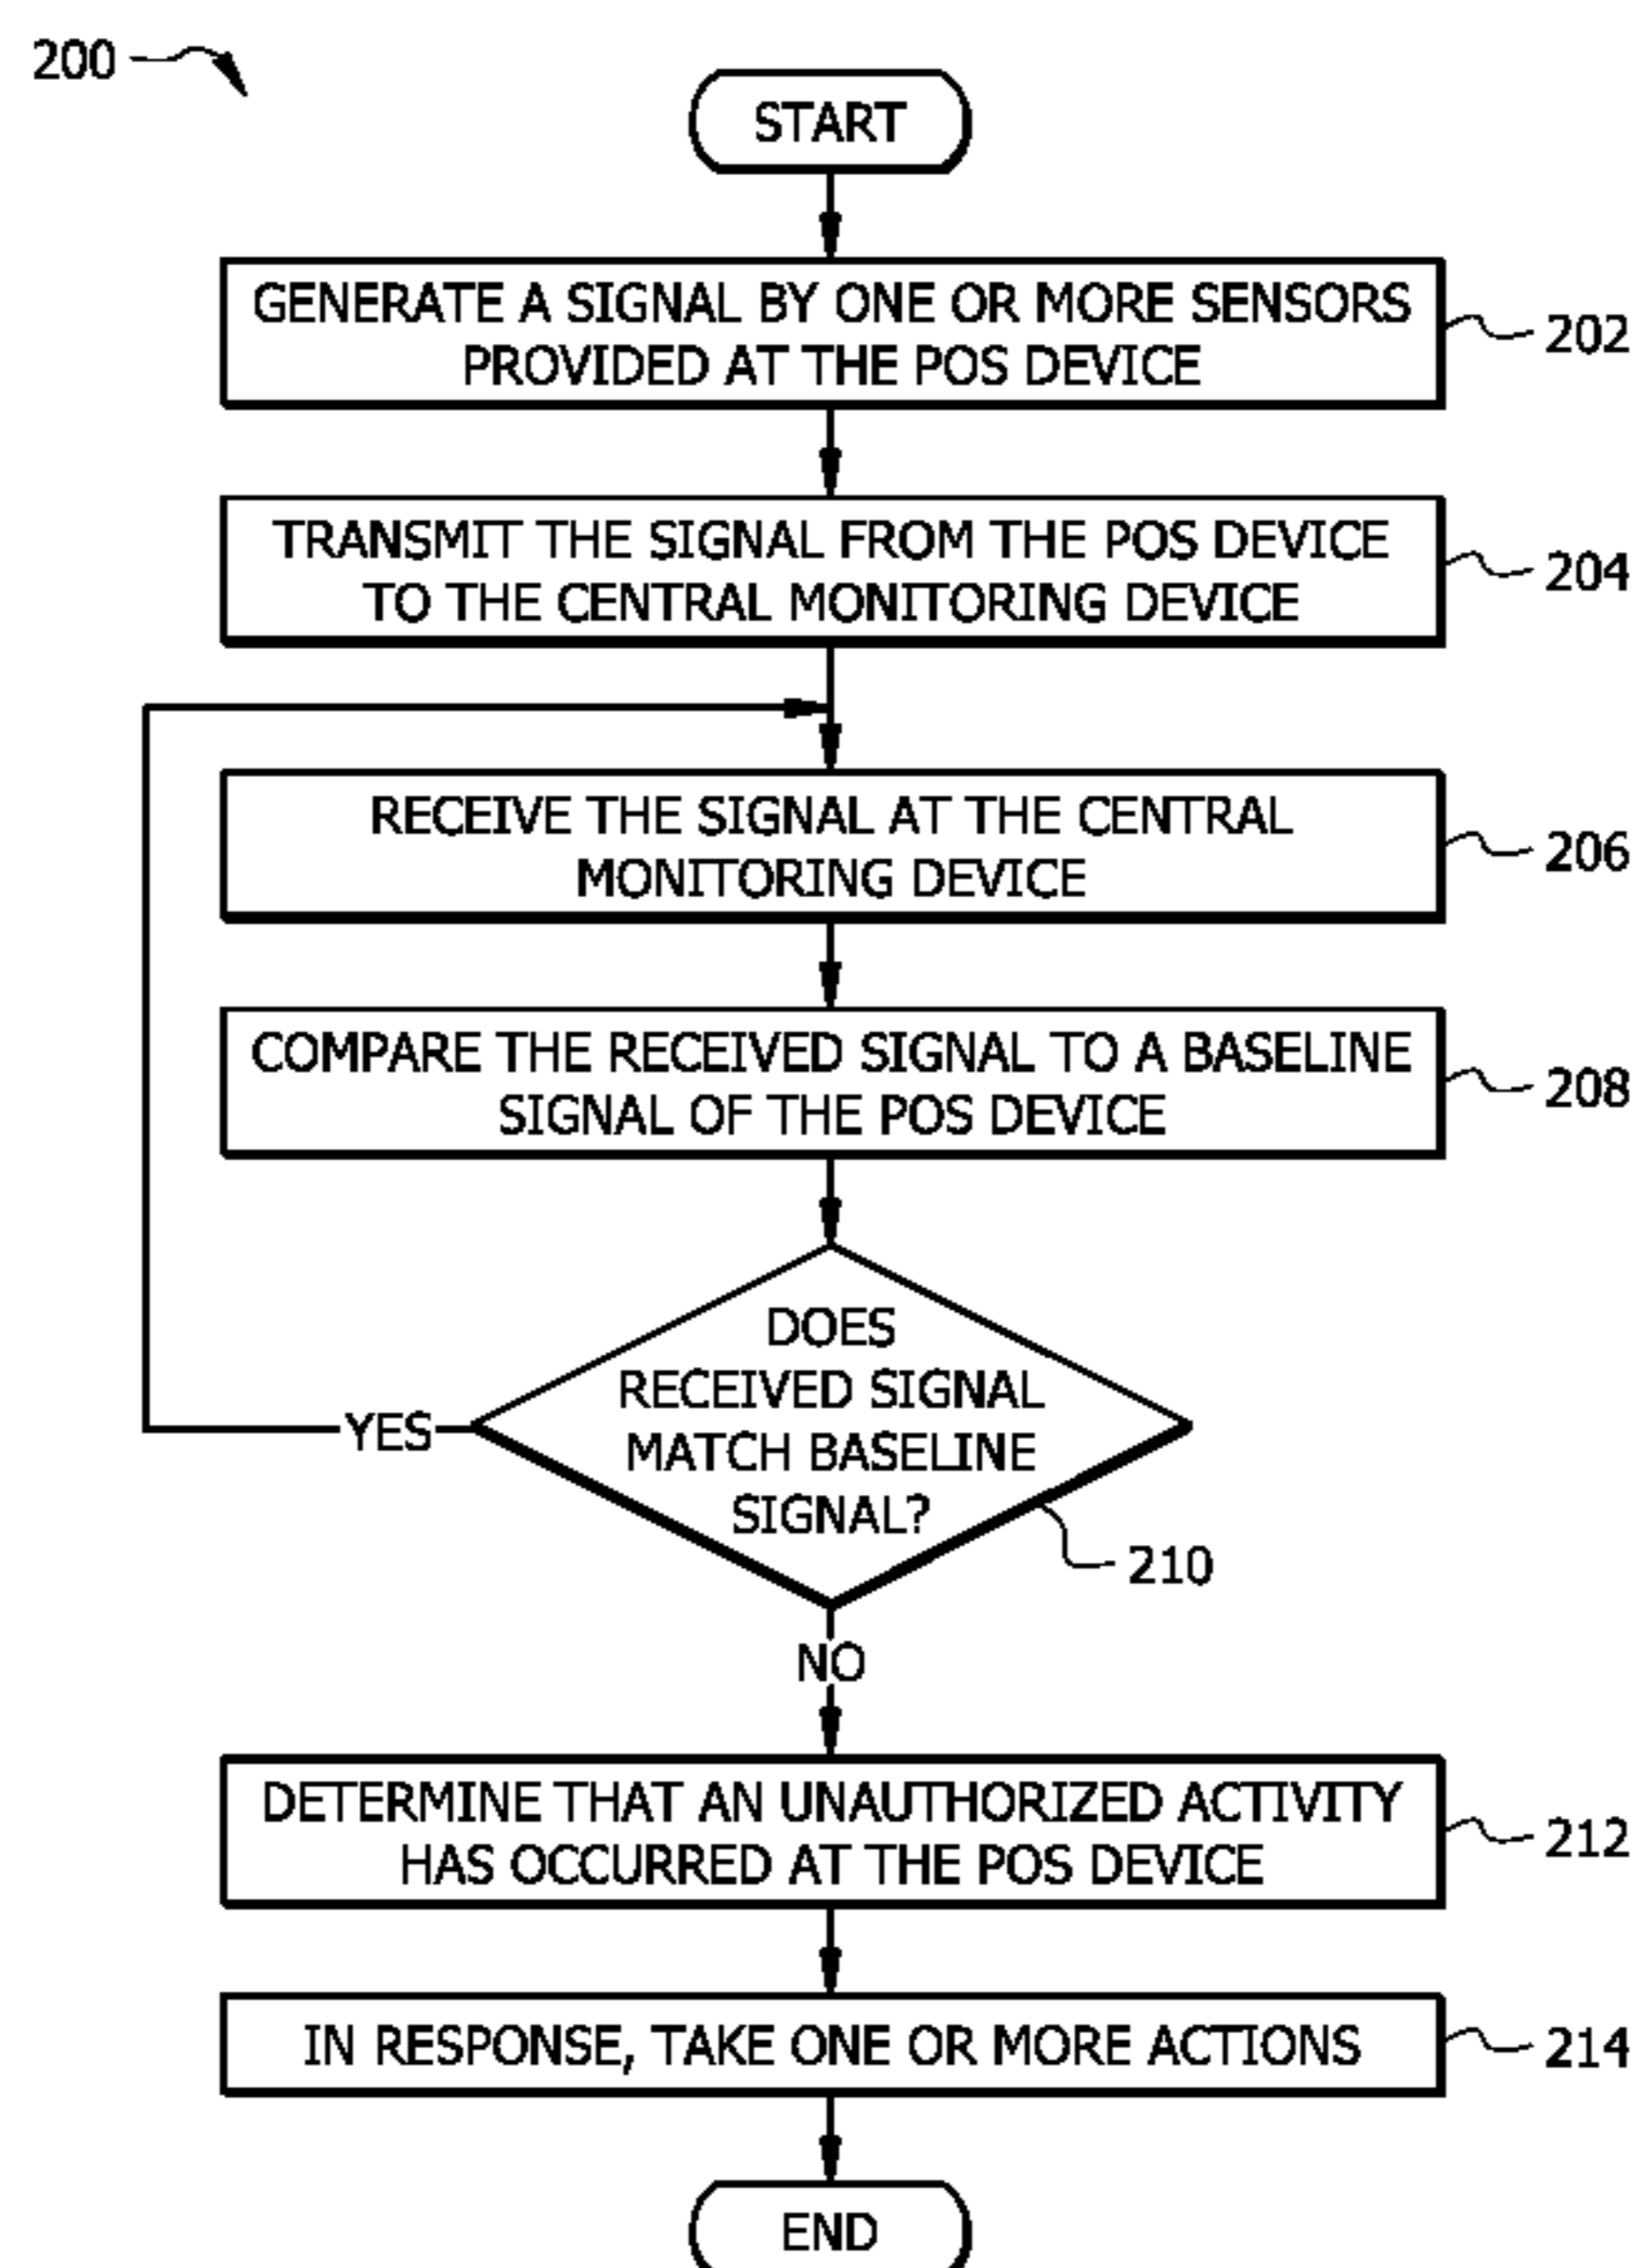 200
START
GENERATE A SIGNAL BY ONE OR MORE SENSORS
PROVIDED AT THE POS DEVICE
202
TRANSMIT THE SIGNAL FROM THE POS DEVICE
TO THE CENTRAL MONITORING DEVICE
204
RECEIVE THE SIGNAL AT THE CENTRAL
MONITORING DEVICE
206
COMPARE THE RECEIVED SIGNAL TO A BASELINE
SIGNAL OF THE POS DEVICE
208
DOES
RECEIVED SIGNAL
MATCH BASELINE
SIGNAL?
YES
210
NO
DETERMINE THAT AN UNAUTHORIZED ACTIVITY
HAS OCCURRED AT THE POS DEVICE
212
IN RESPONSE, TAKE ONE OR MORE ACTIONS
214
END